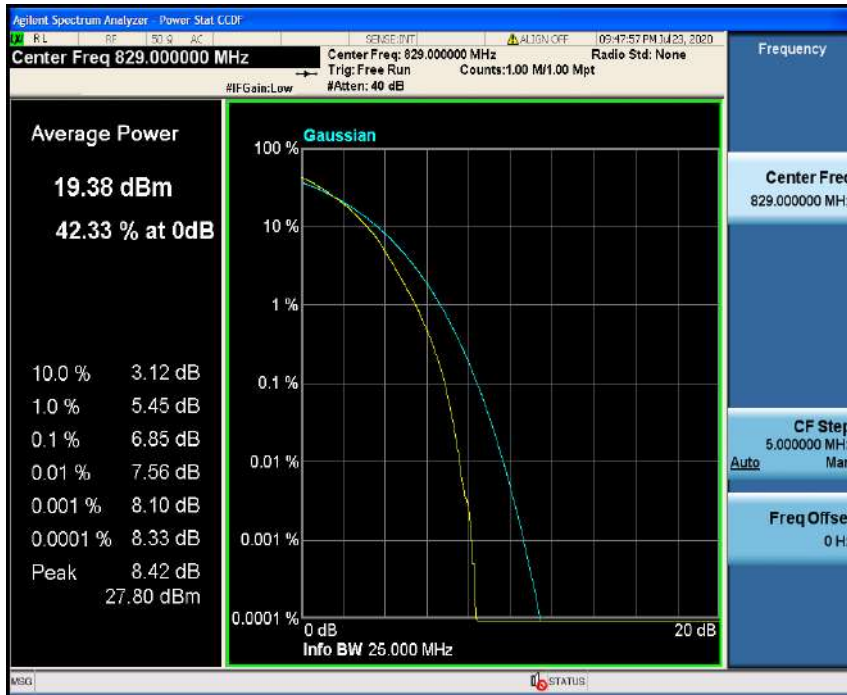 Agilent Spectrum Analyzer - Power Stat CCDF
RL RF 50 Ω AC SENSE:INT ALIGN OFF 09:47:57 PM Jul 23, 2020
Center Freq 829.000000 MHz
Center Freq: 829.000000 MHz Radio Std: None
Trig: Free Run Counts:1.00 M/1.00 Mpt
#IFGain:Low #Atten: 40 dB
Frequency
Average Power
19.38 dBm
42.33 % at 0dB
10.0 % 3.12 dB
1.0 % 5.45 dB
0.1 % 6.85 dB
0.01 % 7.56 dB
0.001 % 8.10 dB
0.0001 % 8.33 dB
Peak 8.42 dB
27.80 dBm
Gaussian
100 %
10 %
1 %
0.1 %
0.01 %
0.001 %
0.0001 %
0 dB 20 dB
Info BW 25.000 MHz
Center Freq
829.000000 MH
CF Step
5.000000 MH
Auto Man
Freq Offse
0 H
MSG STATUS